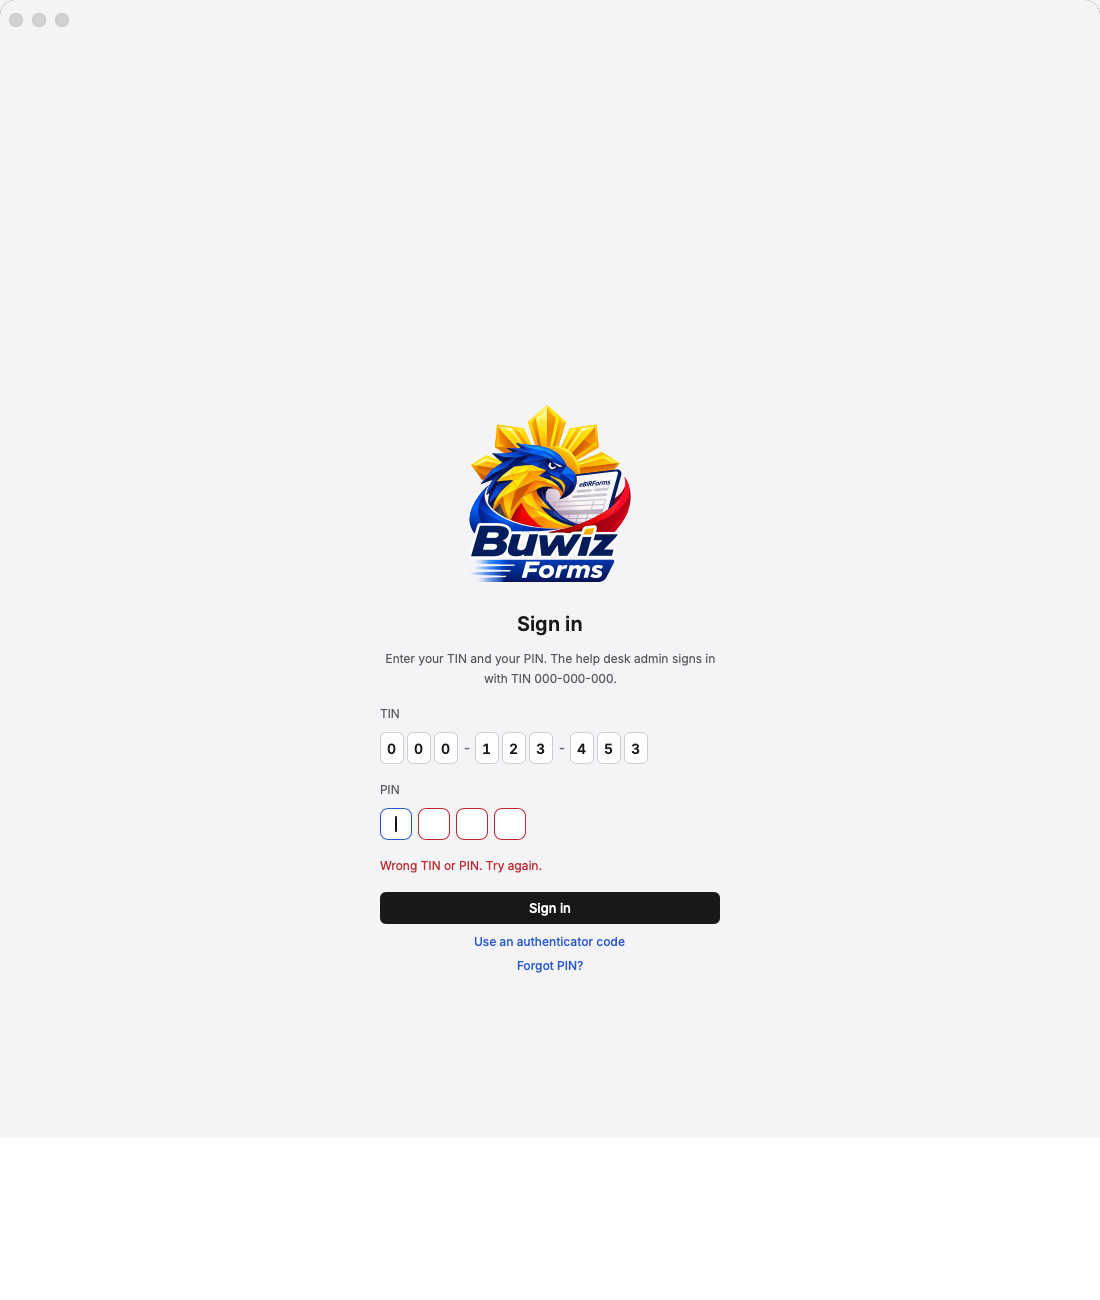 eBIRForms
Buwiz
Forms
Sign in
Enter your TIN and your PIN. The help desk admin signs in
with TIN 000-000-000.
TIN
0 0 0 - 1 2 3 - 4 5 3
PIN
Wrong TIN or PIN. Try again.
Sign in
Use an authenticator code
Forgot PIN?